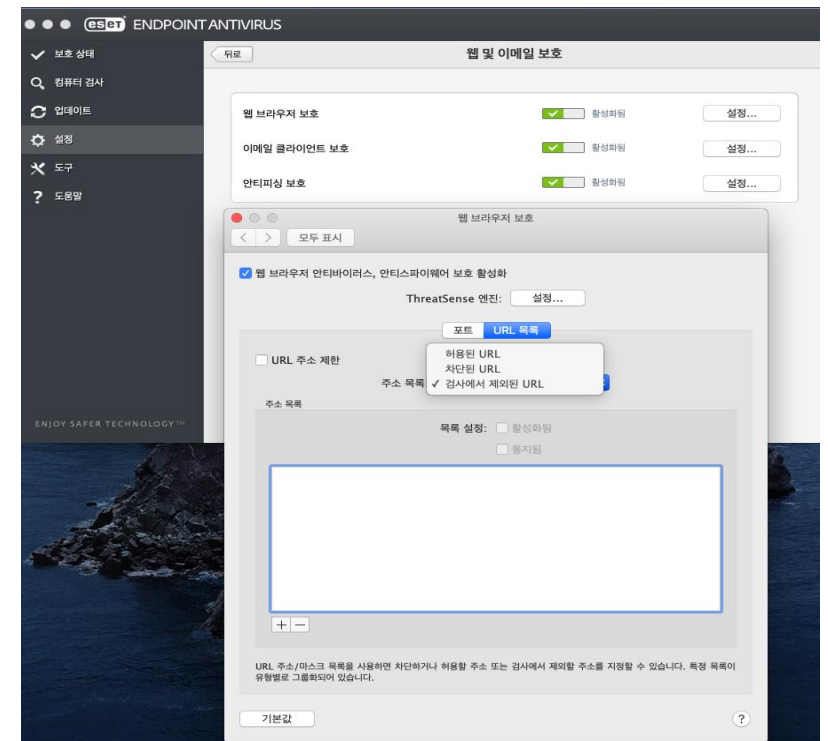 eset ENDPOINT ANTIVIRUS
보호 상태
컴퓨터 검사
업데이트
설정
도구
? 도움말
ENJOY SAFER TECHNOLOGY™
뒤로
웹 및 이메일 보호
웹 브라우저 보호 활성화됨 설정...
이메일 클라이언트 보호 활성화됨 설정...
안티피싱 보호 활성화됨 설정...
웹 브라우저 보호
< > 모두 표시
웹 브라우저 안티바이러스, 안티스파이웨어 보호 활성화
ThreatSense 엔진: 설정...
포트 URL 목록
URL 주소 제한
허용된 URL
차단된 URL
주소 목록: ✓ 검사에서 제외된 URL
주소 목록
목록 설정: 활성화됨
통지됨
+ −
URL 주소/마스크 목록을 사용하면 차단하거나 허용할 주소 또는 검사에서 제외할 주소를 지정할 수 있습니다. 특정 목록이
유형별로 그룹화되어 있습니다.
기본값 ?